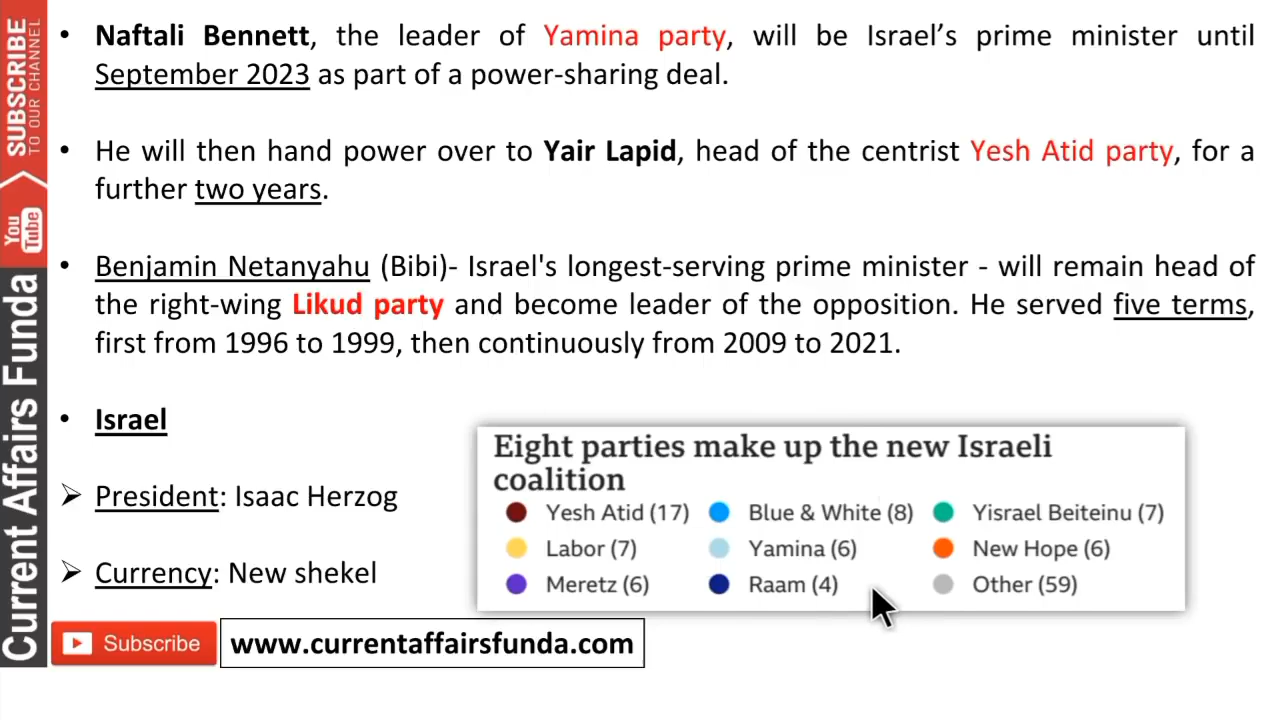 SUBSCRIBE
TO OUR CHANNEL
You
Tube
Current Affairs Funda
• Naftali Bennett, the leader of Yamina party, will be Israel’s prime minister until
September 2023 as part of a power-sharing deal.
• He will then hand power over to Yair Lapid, head of the centrist Yesh Atid party, for a
further two years.
• Benjamin Netanyahu (Bibi)- Israel's longest-serving prime minister - will remain head of
the right-wing Likud party and become leader of the opposition. He served five terms,
first from 1996 to 1999, then continuously from 2009 to 2021.
• Israel
➢ President: Isaac Herzog
➢ Currency: New shekel
Eight parties make up the new Israeli
coalition
Yesh Atid (17) Blue & White (8) Yisrael Beiteinu (7)
Labor (7) Yamina (6) New Hope (6)
Meretz (6) Raam (4) Other (59)
Subscribe
www.currentaffairsfunda.com